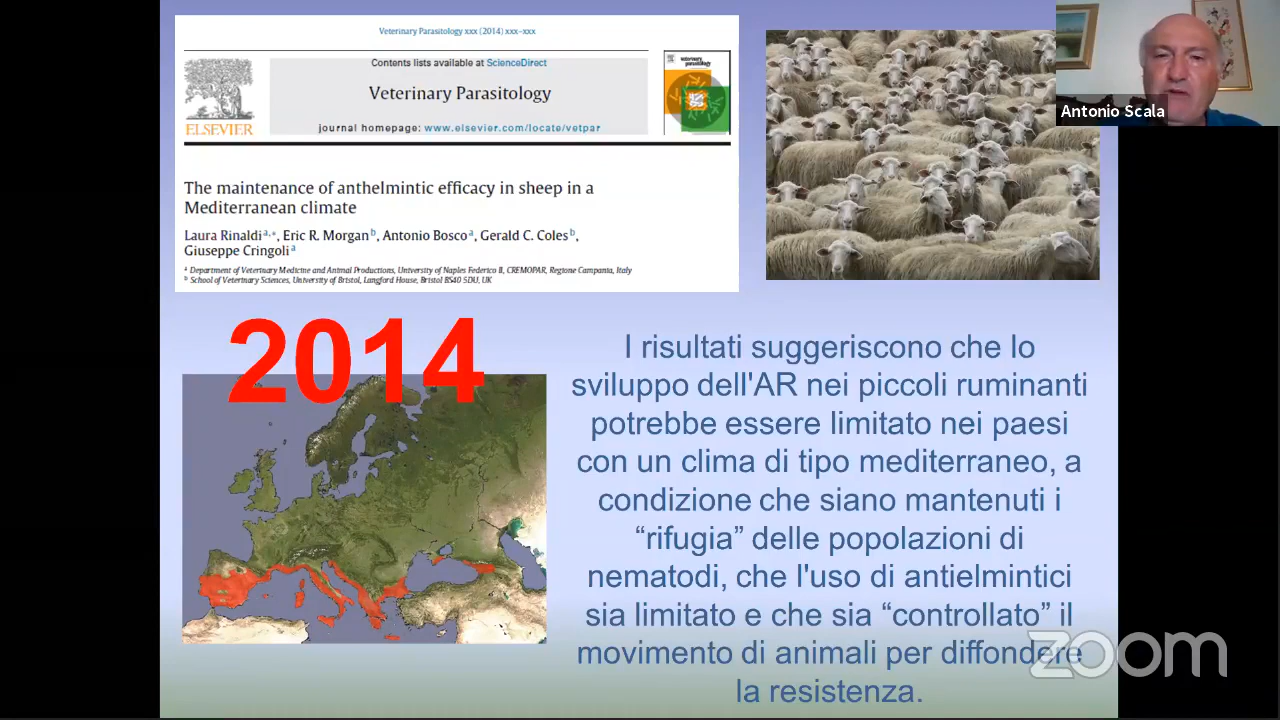 Veterinary Parasitology xxx (2014) xxx–xxx
Contents lists available at ScienceDirect
Veterinary Parasitology
journal homepage: www.elsevier.com/locate/vetpar
ELSEVIER
veterinary parasitology
The maintenance of anthelmintic efficacy in sheep in a
Mediterranean climate
Laura Rinaldi a,*, Eric R. Morgan b, Antonio Bosco a, Gerald C. Coles b,
Giuseppe Cringoli a
a Department of Veterinary Medicine and Animal Productions, University of Naples Federico II, CREMOPAR, Regione Campania, Italy
b School of Veterinary Sciences, University of Bristol, Langford House, Bristol BS40 5DU, UK
Antonio Scala
2014
I risultati suggeriscono che lo
sviluppo dell'AR nei piccoli ruminanti
potrebbe essere limitato nei paesi
con un clima di tipo mediterraneo, a
condizione che siano mantenuti i
“rifugia” delle popolazioni di
nematodi, che l'uso di antielmintici
sia limitato e che sia “controllato” il
movimento di animali per diffondere
la resistenza.
zoom